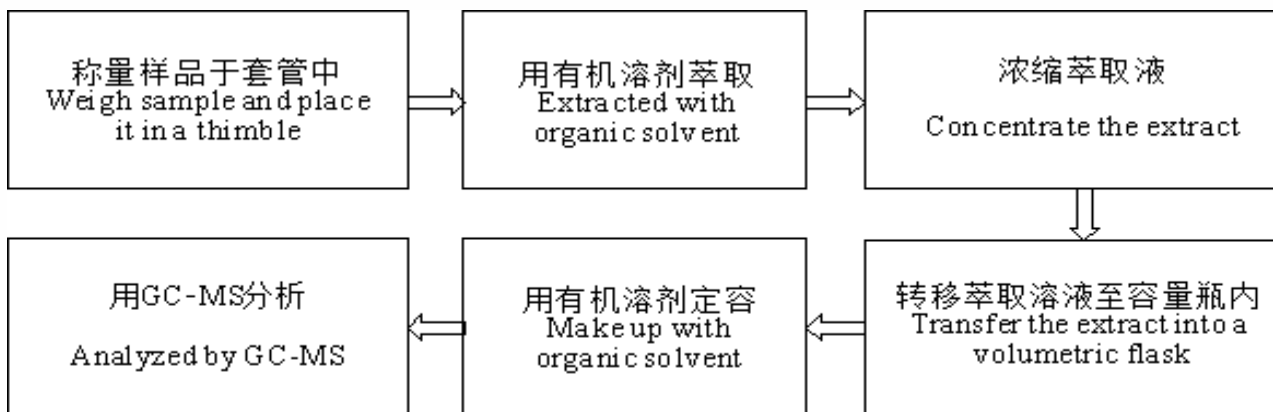 称量样品于套管中
Weigh sample and place
it in a thimble
用有机溶剂萃取
Extracted with
organic solvent
浓缩萃取液
Concentrate the extract
转移萃取溶液至容量瓶内
Transfer the extract into a
volumetric flask
用有机溶剂定容
Make up with
organic solvent
用GC-MS分析
Analyzed by GC-MS